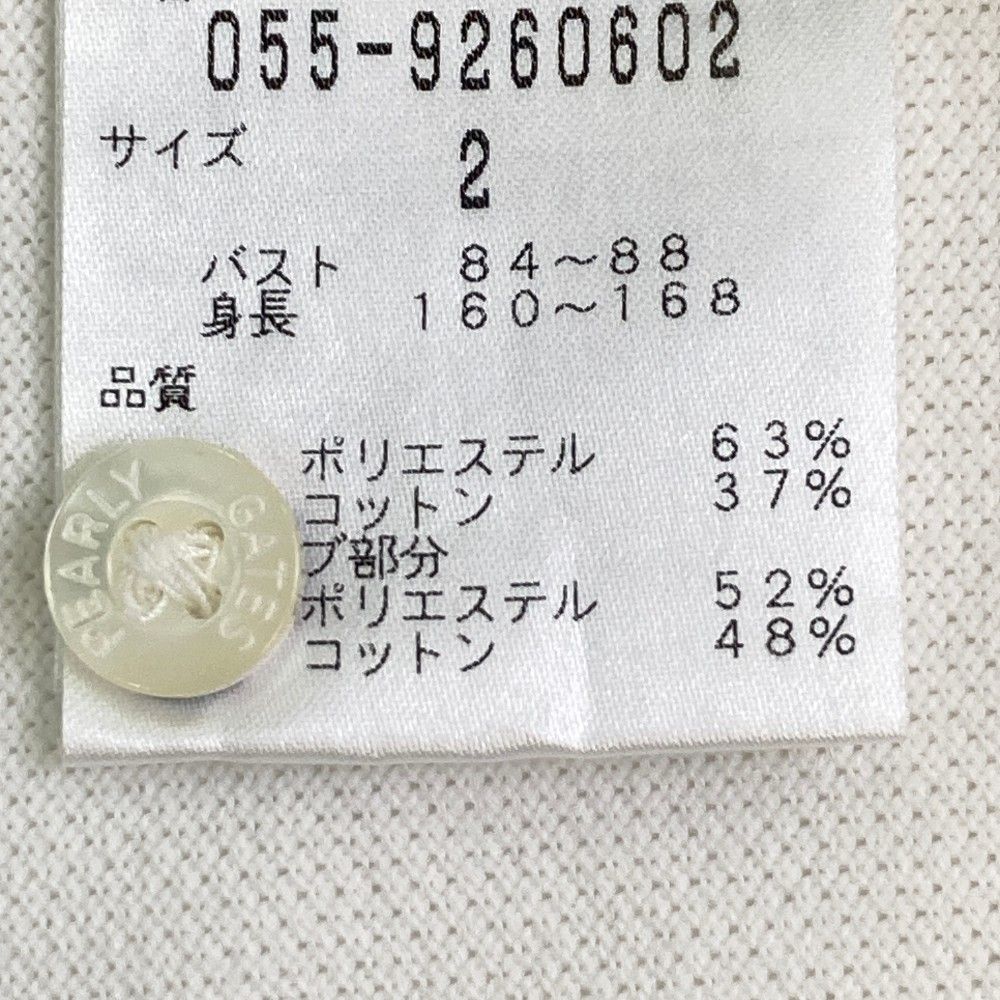 055-9260602
サイズ 2
バスト 84～88
身長 160～168
品質
ポリエステル 63%
コットン 37%
ブ部分
ポリエステル 52%
コットン 48%
PEARLY GATES